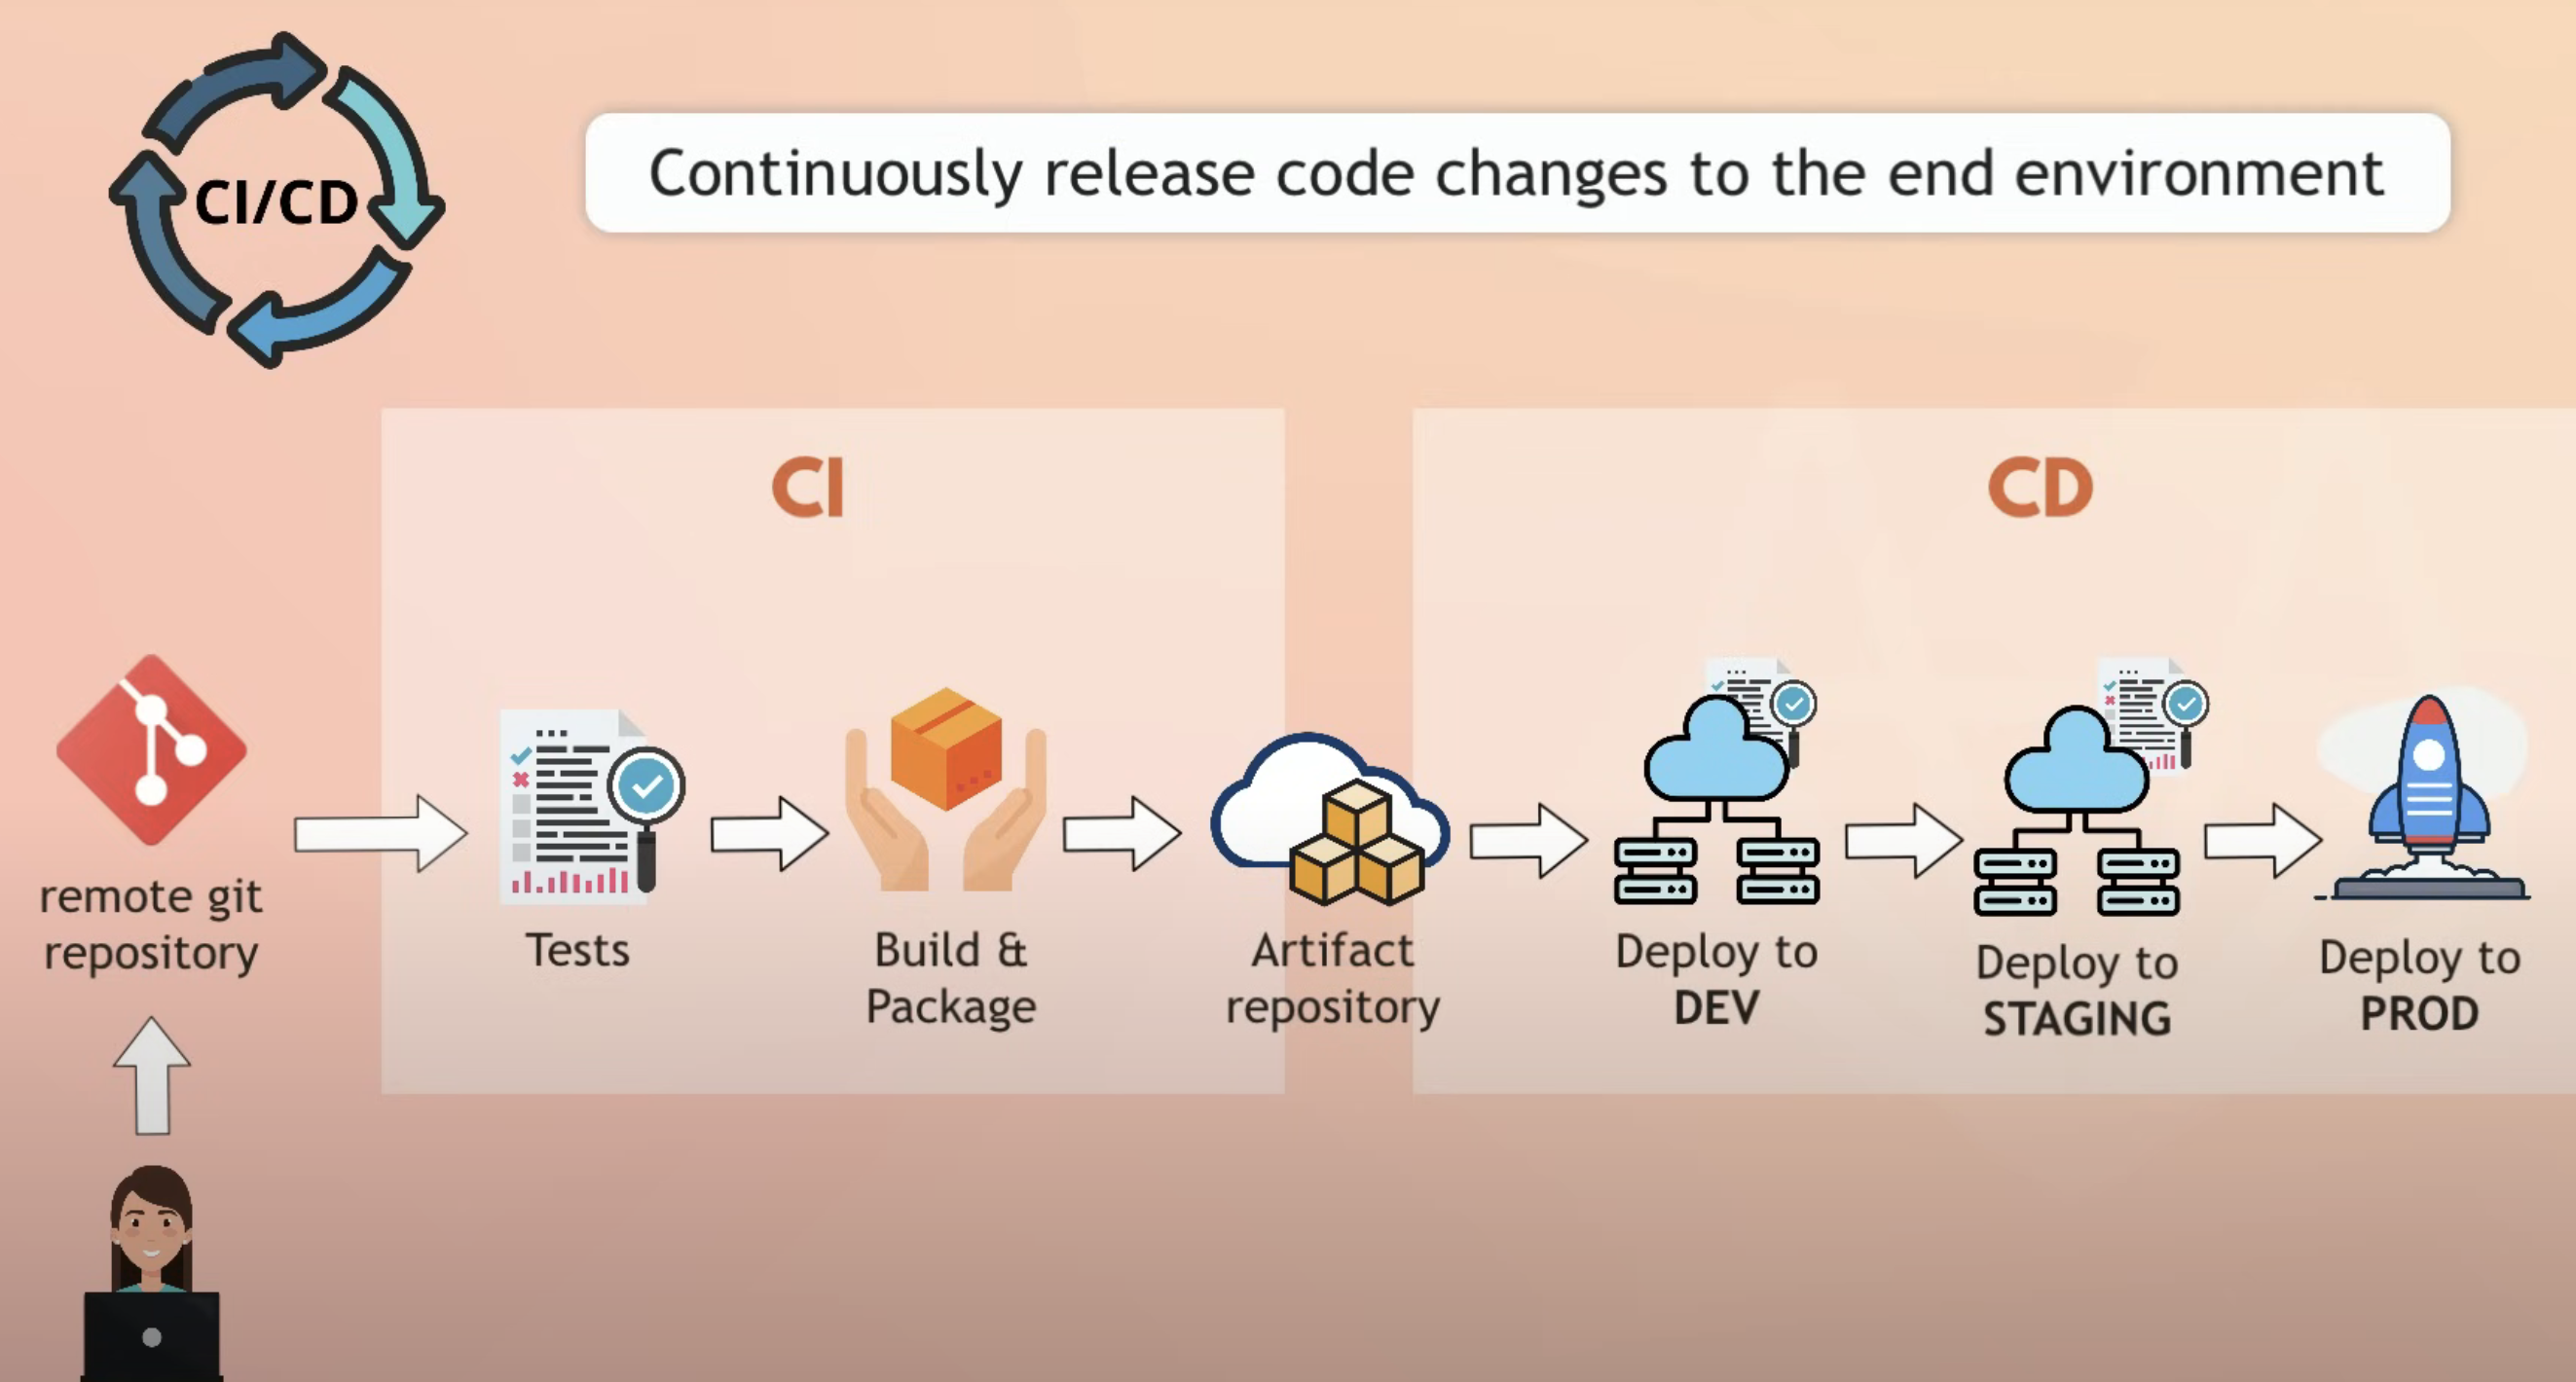 CI/CD
Continuously release code changes to the end environment
CI
CD
remote git
repository
Tests
Build &
Package
Artifact
repository
Deploy to
DEV
Deploy to
STAGING
Deploy to
PROD